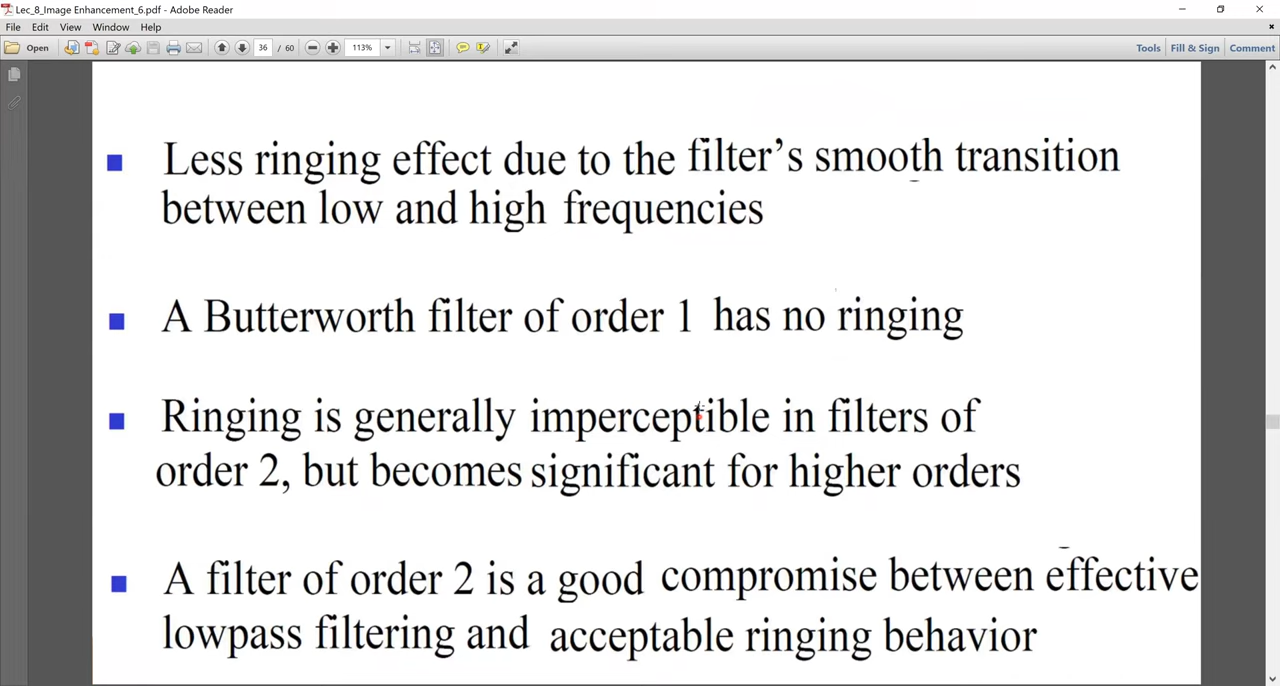 Lec_8_Image Enhancement_6.pdf - Adobe Reader
File Edit View Window Help
Open 36 / 60 113% Tools Fill & Sign Comment
Less ringing effect due to the filter's smooth transition
between low and high frequencies
A Butterworth filter of order 1 has no ringing
Ringing is generally imperceptible in filters of
order 2, but becomes significant for higher orders
A filter of order 2 is a good compromise between effective
lowpass filtering and acceptable ringing behavior